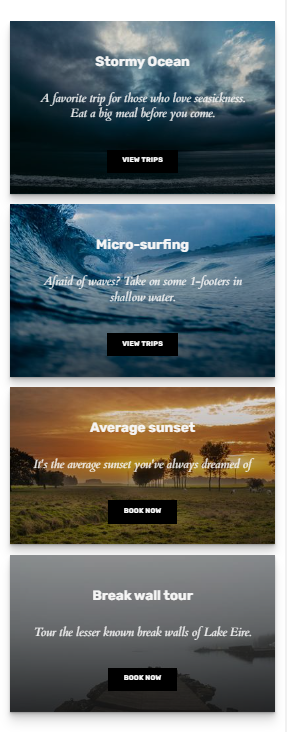 Stormy Ocean
A favorite trip for those who love seasickness.
Eat a big meal before you come.
VIEW TRIPS
Micro-surfing
Afraid of waves? Take on some 1-footers in
shallow water.
VIEW TRIPS
Average sunset
It's the average sunset you've always dreamed of
BOOK NOW
Break wall tour
Tour the lesser known break walls of Lake Eire.
BOOK NOW